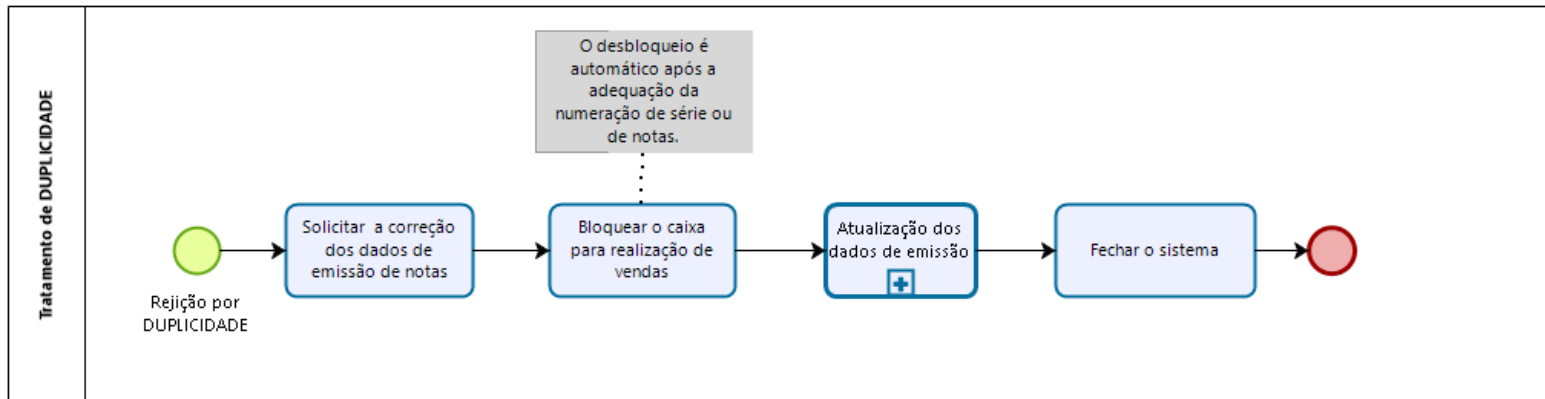 Tratamento de DUPLICIDADE
O desbloqueio é
automático após a
adequação da
numeração de série ou
de notas.
Rejição por
DUPLICIDADE
Solicitar a correção
dos dados de
emissão de notas
Bloquear o caixa
para realização de
vendas
Atualização dos
dados de emissão
Fechar o sistema